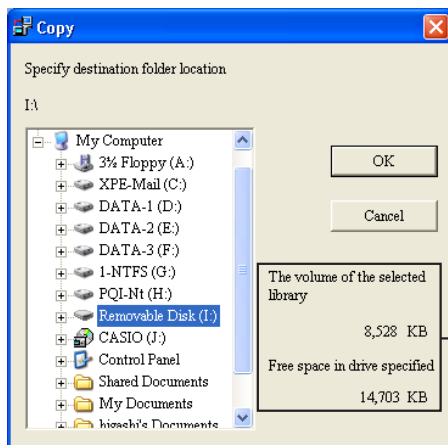 Copy
Specify destination folder location
I:\
My Computer
3½ Floppy (A:)
XPE-Mail (C:)
DATA-1 (D:)
DATA-2 (E:)
DATA-3 (F:)
1-NTFS (G:)
PQI-Nt (H:)
Removable Disk (I:)
CASIO (J:)
Control Panel
Shared Documents
My Documents
higashi's Documents
OK
Cancel
The volume of the selected
library
8,528 KB
Free space in drive specified
14,703 KB